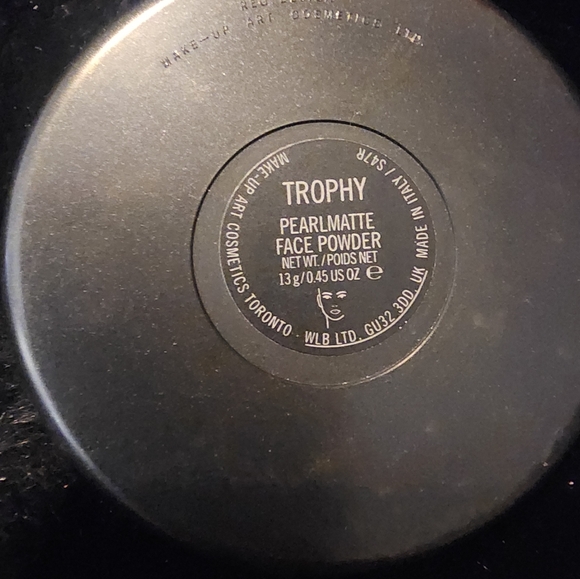 MAKE-UP ART COSMETICS LTD.
TROPHY
PEARLMATTE
FACE POWDER
NET WT./POIDS NET
13 g/0.45 US OZ ℮
MAKE-UP ART COSMETICS TORONTO · WLB LTD. GU32 3DD, UK MADE IN ITALY / S47R